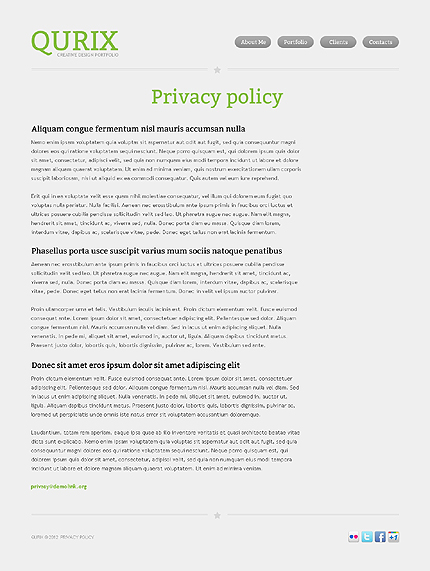 QURIX
CREATIVE DESIGN PORTFOLIO
About Me
Portfolio
Clients
Contacts
Privacy policy
Aliquam congue fermentum nisl mauris accumsan nulla
Nemo enim ipsam voluptatem quia voluptas sit aspernatur aut odit aut fugit, sed quia consequuntur magni
dolores eos qui ratione voluptatem sequi nesciunt. Neque porro quisquam est, qui dolorem ipsum quia dolor
sit amet, consectetur, adipisci velit, sed quia non numquam eius modi tempora incidunt ut labore et dolore
magnam aliquam quaerat voluptatem. Ut enim ad minima veniam, quis nostrum exercitationem ullam corporis
suscipit laboriosam, nisi ut aliquid ex ea commodi consequatur. Quis autem vel eum iure reprehend.
Erit qui in ea voluptate velit esse quam nihil molestiae consequatur, vel illum qui dolorem eum fugiat, quo
voluptas nulla pariatur. Nulla facilisi. Aenean nec eros vestibulum ante ipsum primis in faucibus orci luctus et
ultrices posuere cubilia pendisse sollicitudin velit sed leo. Ut pharetra augue nec augue. Nam elit magna,
hendrerit sit amet, tincidunt ac, viverra sed, nulla. Donec porta diam eu massa. Quisque diam lorem,
interdum vitae, dapibus ac, scelerisque vitae, pede. Donec eget tellus non erat lacinia fermentum.
Phasellus porta usce suscipit varius mum sociis natoque penatibus
Aenean nec eros vestibulum ante ipsum primis in faucibus orci luctus et ultrices posuere cubilia pendisse
sollicitudin velit sed leo. Ut pharetra augue nec augue. Nam elit magna, hendrerit sit amet, tincidunt ac,
viverra sed, nulla. Donec porta diam eu massa. Quisque diam lorem, interdum vitae, dapibus ac, scelerisque
vitae, pede. Donec eget tellus non erat lacinia fermentum. Donec in velit vel ipsum auctor pulvinar.
Proin ullamcorper urna et felis. Vestibulum iaculis lacinia est. Proin dictum elementum velit. Fusce euismod
consequat ante. Lorem ipsum dolor sit amet, consectetuer adipiscing elit. Pellentesque sed dolor. Aliquam
congue fermentum nisl. Mauris accumsan nulla vel diam. Sed in lacus ut enim adipiscing aliquet. Nulla
venenatis. In pede mi, aliquet sit amet, euismod in, auctor ut, ligula. Aliquam dapibus tincidunt metus.
Praesent justo dolor, lobortis quis, lobortis dignissim, pulvinar ac, lorem. Vestibulum sed ante.
Donec sit amet eros ipsum dolor sit amet adipiscing elit
Proin dictum elementum velit. Fusce euismod consequat ante. Lorem ipsum dolor sit amet, consectetuer
adipiscing elit. Pellentesque sed dolor. Aliquam congue fermentum nisl. Mauris accumsan nulla vel diam. Sed
in lacus ut enim adipiscing aliquet. Nulla venenatis. In pede mi, aliquet sit amet, euismod in, auctor ut,
ligula. Aliquam dapibus tincidunt metus. Praesent justo dolor, lobortis quis, lobortis dignissim, pulvinar ac,
loremut ut perspiciatis unde omnis iste natus error sit voluptatem accusantium doloremque.
Laudantium, totam rem aperiam, eaque ipsa quae ab illo inventore veritatis et quasi architecto beatae vitae
dicta sunt explicabo. Nemo enim ipsam voluptatem quia voluptas sit aspernatur aut odit aut fugit, sed quia
consequuntur magni dolores eos qui ratione voluptatem sequi nesciunt. Neque porro quisquam est, qui
dolorem ipsum quia dolor sit amet, consectetur, adipisci velit, sed quia non numquam eius modi tempora
incidunt ut labore et dolore magnam aliquam quaerat voluptatem. Ut enim ad minima veniam.
privacy@demolink.org
QURIX © 2012 PRIVACY POLICY